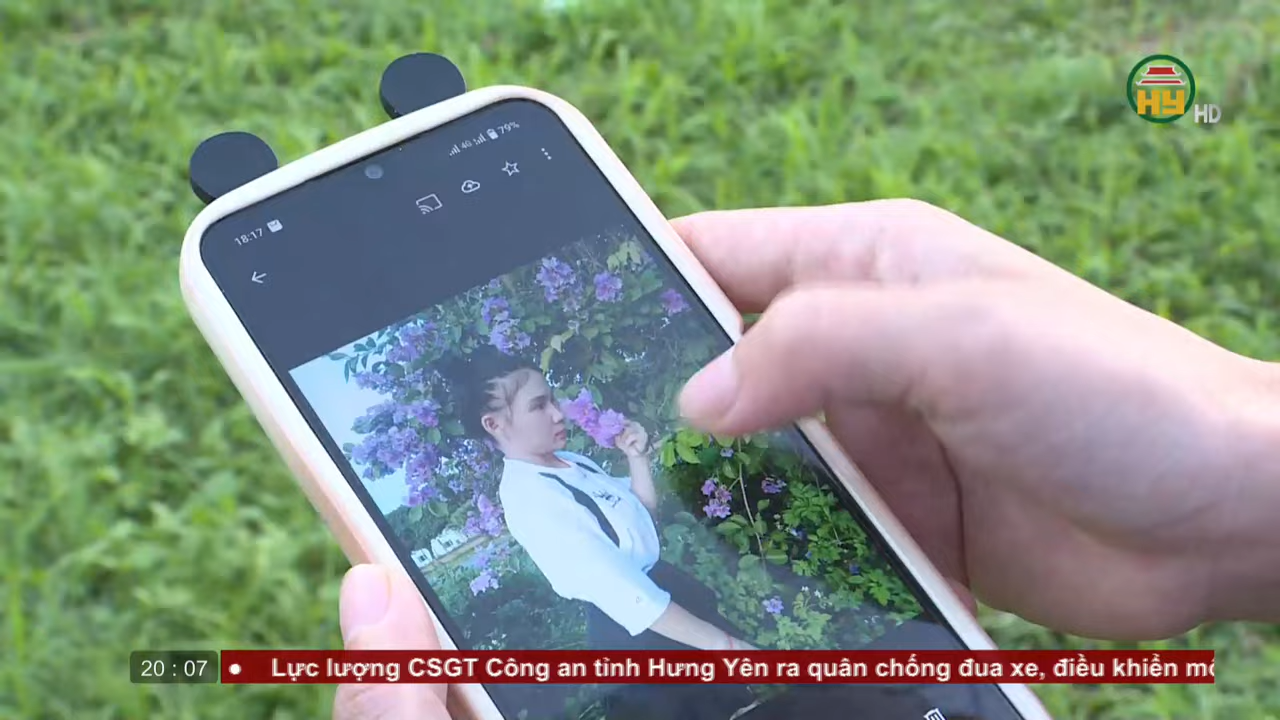 HY HD
4G 79%
18:17
20 : 07 • Lực lượng CSGT Công an tỉnh Hưng Yên ra quân chống đua xe, điều khiển